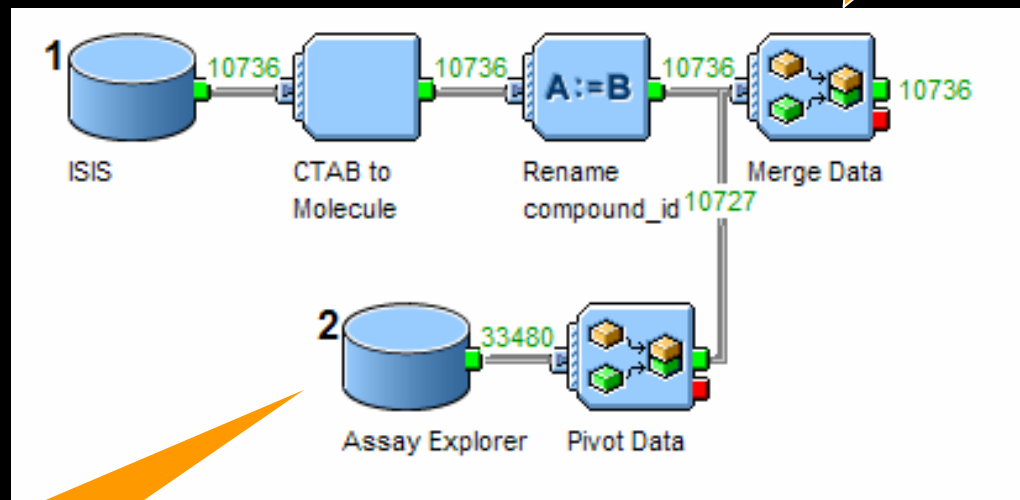 1
10736
10736
10736
10736
A:=B
ISIS
CTAB to
Molecule
Rename
compound_id
Merge Data
10727
2
33480
Assay Explorer
Pivot Data